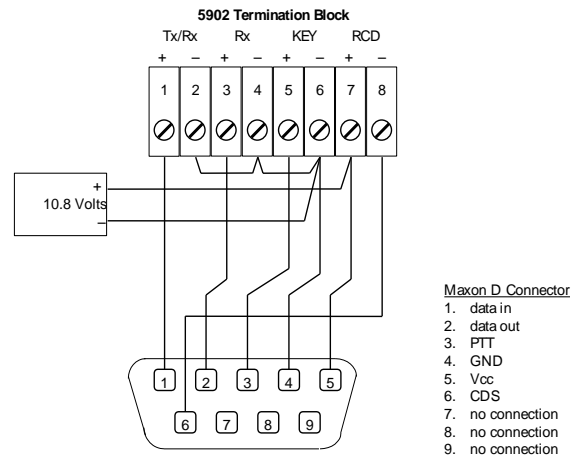 5902 Termination Block
Tx/Rx Rx KEY RCD
+ − + − + − + −
1 2 3 4 5 6 7 8
+
10.8 Volts
−
Maxon D Connector
1. data in
2. data out
3. PTT
4. GND
5. Vcc
6. CDS
7. no connection
8. no connection
9. no connection
1 2 3 4 5
6 7 8 9